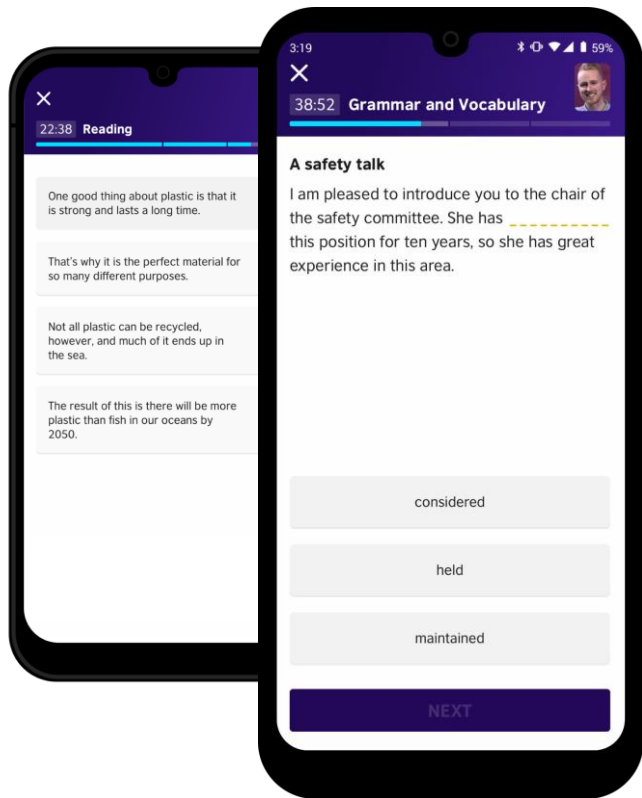 22:38 Reading
One good thing about plastic is that it
is strong and lasts a long time.
That's why it is the perfect material for
so many different purposes.
Not all plastic can be recycled,
however, and much of it ends up in
the sea.
The result of this is there will be more
plastic than fish in our oceans by
2050.
3:19 59%
38:52 Grammar and Vocabulary
A safety talk
I am pleased to introduce you to the chair of
the safety committee. She has
this position for ten years, so she has great
experience in this area.
considered
held
maintained
NEXT